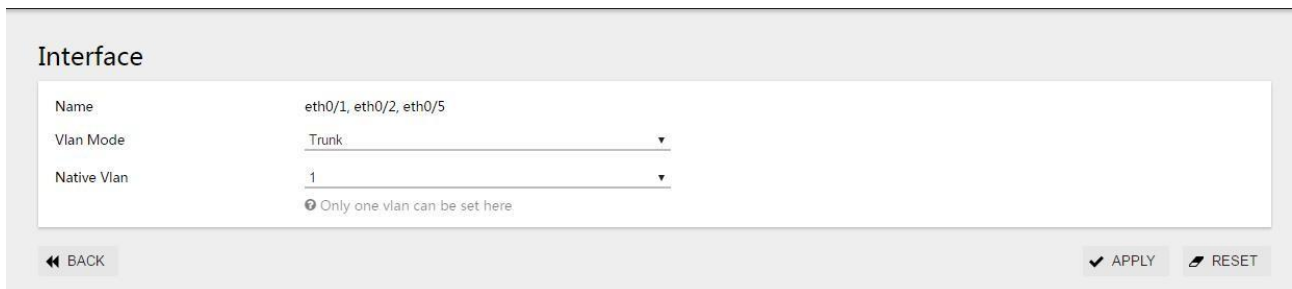 Interface
Name eth0/1, eth0/2, eth0/5
Vlan Mode Trunk
Native Vlan 1
Only one vlan can be set here
BACK APPLY RESET